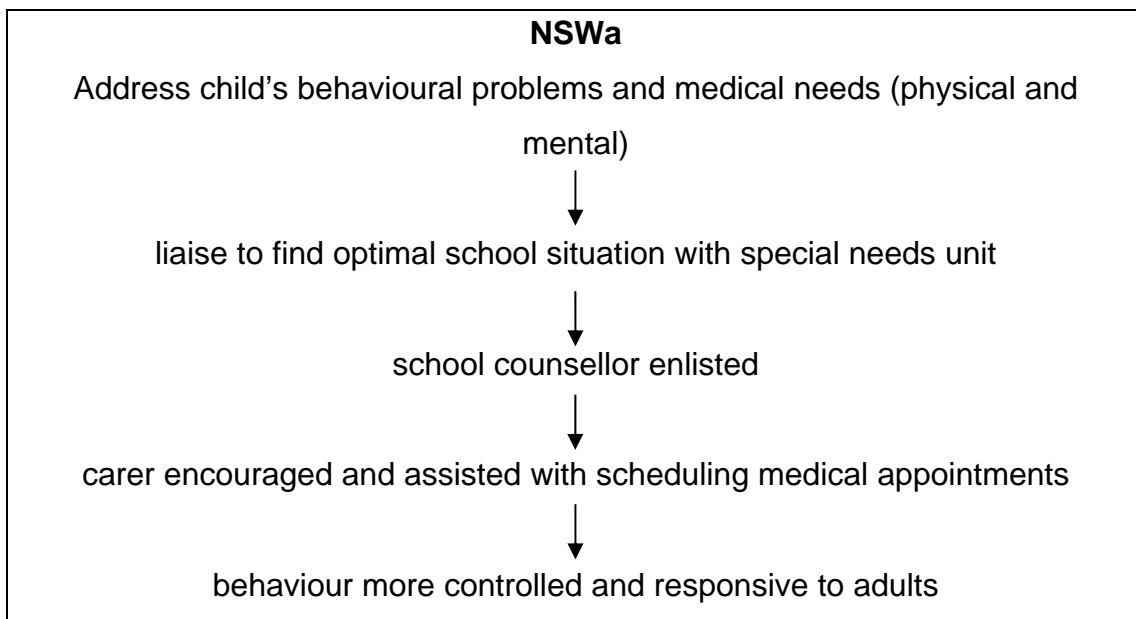 NSWa
Address child’s behavioural problems and medical needs (physical and
mental)
liaise to find optimal school situation with special needs unit
school counsellor enlisted
carer encouraged and assisted with scheduling medical appointments
behaviour more controlled and responsive to adults